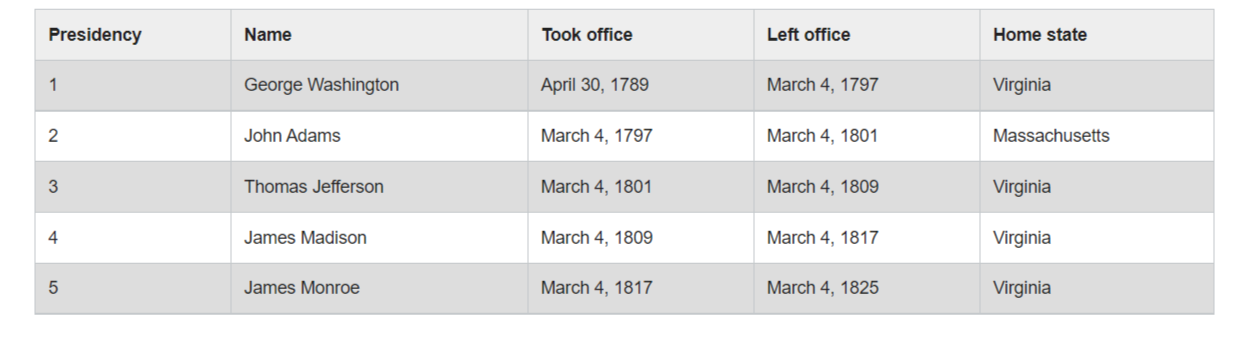 Presidency Name Took office Left office Home state
1 George Washington April 30, 1789 March 4, 1797 Virginia
2 John Adams March 4, 1797 March 4, 1801 Massachusetts
3 Thomas Jefferson March 4, 1801 March 4, 1809 Virginia
4 James Madison March 4, 1809 March 4, 1817 Virginia
5 James Monroe March 4, 1817 March 4, 1825 Virginia